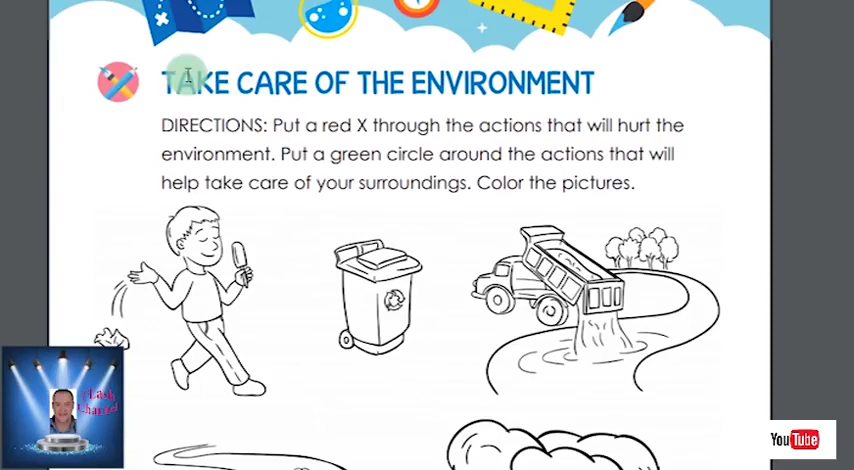 TAKE CARE OF THE ENVIRONMENT
DIRECTIONS: Put a red X through the actions that will hurt the
environment. Put a green circle around the actions that will
help take care of your surroundings. Color the pictures.
Channel
YouTube